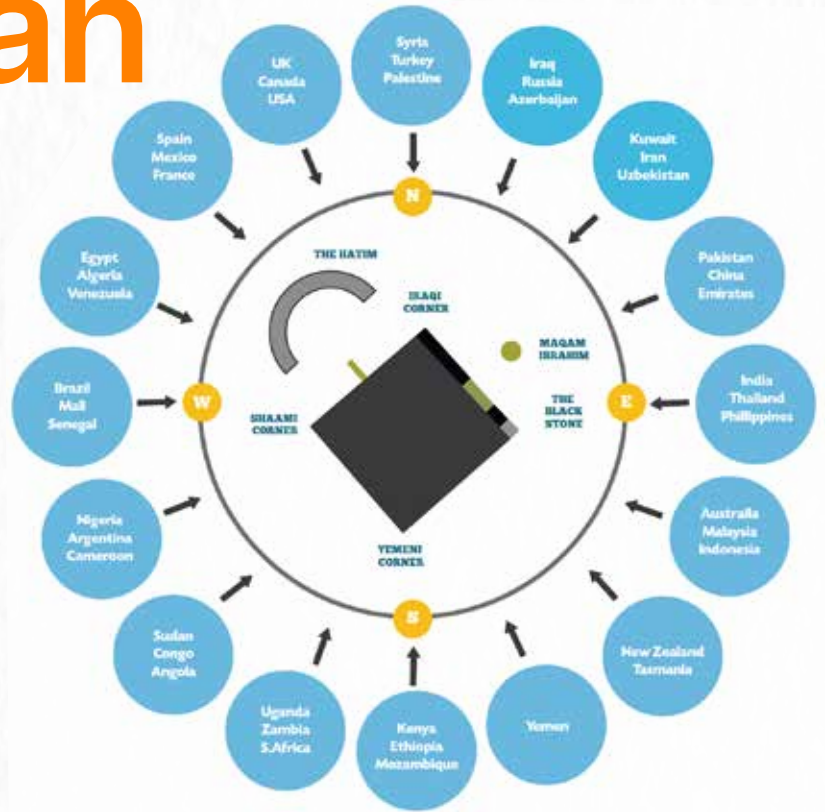 an
Syria
Turkey
Palestine
UK
Canada
USA
Iraq
Russia
Azerbaijan
Spain
Mexico
France
Kuwait
Iran
Uzbekistan
N
Egypt
Algeria
Venezuela
THE HATIM
IRAQI
CORNER
Pakistan
China
Emirates
MAQAM
IBRAHIM
Brazil
Mali
Senegal
W
SHAAMI
CORNER
THE
BLACK
STONE
E
India
Thailand
Phillippines
Nigeria
Argentina
Cameroon
YEMENI
CORNER
Australia
Malaysia
Indonesia
S
Sudan
Congo
Angola
New Zealand
Tasmania
Uganda
Zambia
S.Africa
Kenya
Ethiopia
Mozambique
Yemen